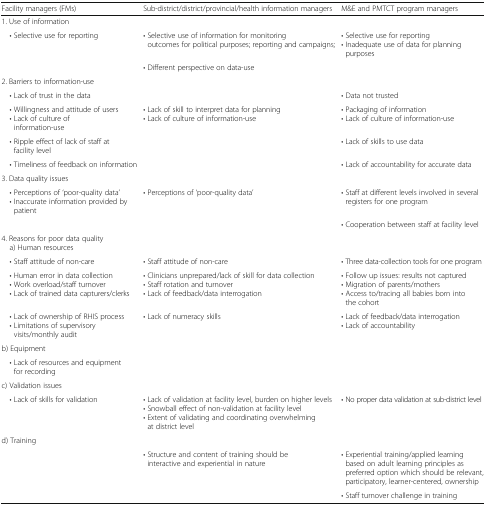 Facility managers (FMs) Sub-district/district/provincial/health information managers M&E and PMTCT program managers
1. Use of information
• Selective use for reporting • Selective use of information for monitoring • Selective use for reporting
outcomes for political purposes; reporting and campaigns; • Inadequate use of data for planning
purposes
• Different perspective on data-use
2. Barriers to information-use
• Lack of trust in the data • Data not trusted
• Willingness and attitude of users • Lack of skill to interpret data for planning • Packaging of information
• Lack of culture of • Lack of culture of information-use • Lack of culture of information-use
information-use
• Ripple effect of lack of staff at • Lack of skills to use data
facility level
• Timeliness of feedback on information • Lack of accountability for accurate data
3. Data quality issues
• Perceptions of 'poor-quality data' • Perceptions of 'poor-quality data' • Staff at different levels involved in several
• Inaccurate information provided by registers for one program
patient
• Cooperation between staff at facility level
4. Reasons for poor data quality
a) Human resources
• Staff attitude of non-care • Staff attitude of non-care • Three data-collection tools for one program
• Human error in data collection • Clinicians unprepared/lack of skill for data collection • Follow up issues: results not captured
• Work overload/staff turnover • Staff rotation and turnover • Migration of parents/mothers
• Lack of trained data capturers/clerks • Lack of feedback/data interrogation • Access to/tracing all babies born into
the cohort
• Lack of ownership of RHIS process • Lack of numeracy skills • Lack of feedback/data interrogation
• Limitations of supervisory • Lack of accountability
visits/monthly audit
b) Equipment
• Lack of resources and equipment
for recording
c) Validation issues
• Lack of skills for validation • Lack of validation at facility level, burden on higher levels • No proper data validation at sub-district level
• Snowball effect of non-validation at facility level
• Extent of validating and coordinating overwhelming
at district level
d) Training
• Structure and content of training should be • Experiential training/applied learning
interactive and experiential in nature based on adult learning principles as
preferred option which should be relevant,
participatory, learner-centered, ownership
• Staff turnover challenge in training